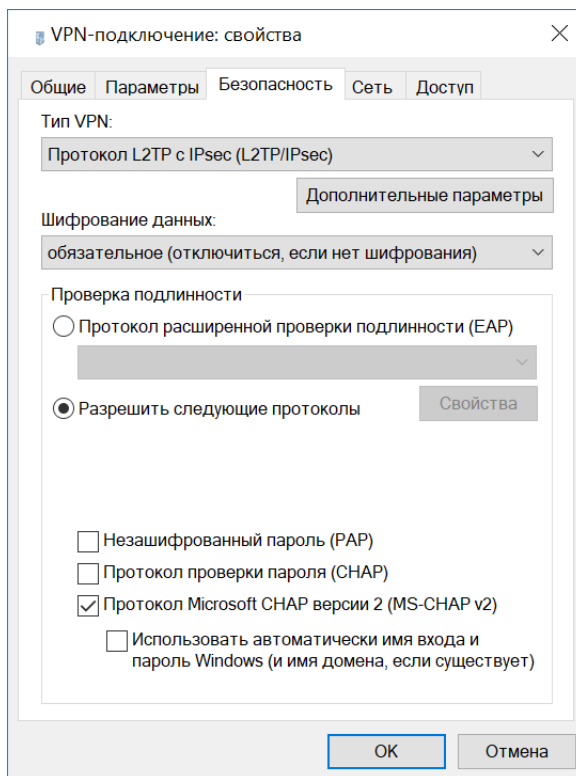 VPN-подключение: свойства
Общие Параметры Безопасность Сеть Доступ
Тип VPN:
Протокол L2TP с IPsec (L2TP/IPsec)
Дополнительные параметры
Шифрование данных:
обязательное (отключиться, если нет шифрования)
Проверка подлинности
Протокол расширенной проверки подлинности (EAP)
Разрешить следующие протоколы
Свойства
Незашифрованный пароль (PAP)
Протокол проверки пароля (CHAP)
Протокол Microsoft CHAP версии 2 (MS-CHAP v2)
Использовать автоматически имя входа и
пароль Windows (и имя домена, если существует)
OK Отмена